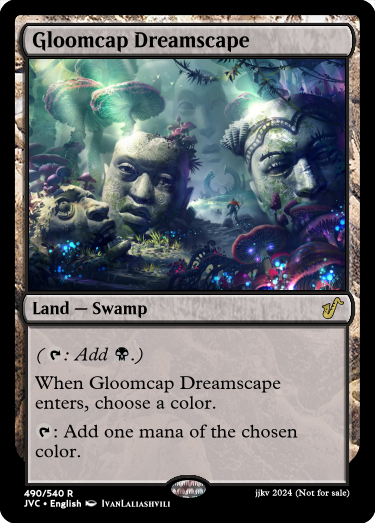 Gloomcap Dreamscape
Land — Swamp
( : Add .)
When Gloomcap Dreamscape
enters, choose a color.
: Add one mana of the chosen
color.
490/540 R
JVC • English IvanLaliashvili
jjkv 2024 (Not for sale)